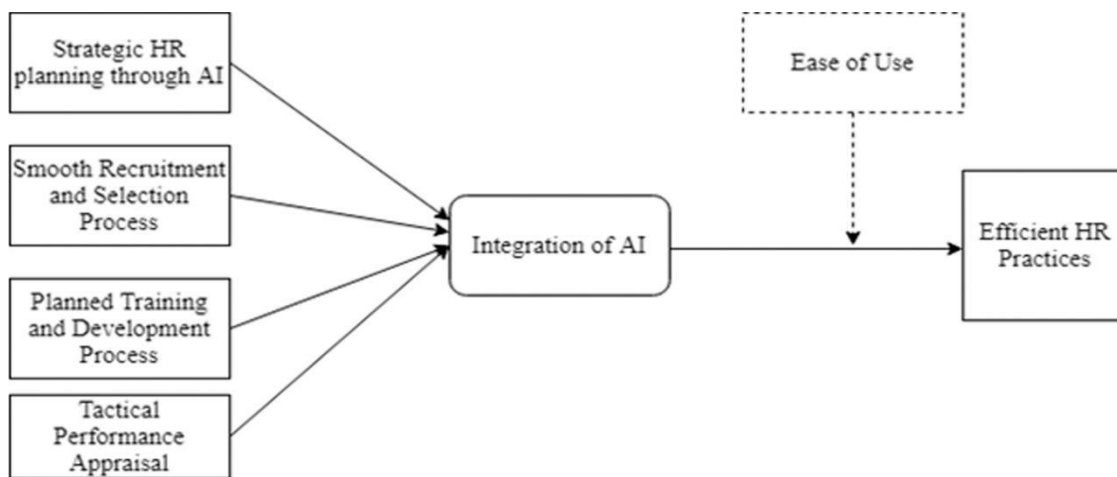 Strategic HR
planning through AI
Smooth Recruitment
and Selection
Process
Planned Training
and Development
Process
Tactical
Performance
Appraisal
Integration of AI
Ease of Use
Efficient HR
Practices